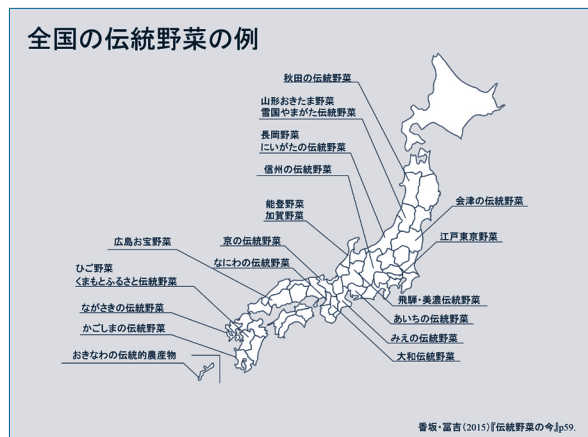 全国の伝統野菜の例
秋田の伝統野菜
山形おきたま野菜
雪国やまがた伝統野菜
長岡野菜
にいがたの伝統野菜
信州の伝統野菜
能登野菜
加賀野菜
会津の伝統野菜
江戸東京野菜
広島お宝野菜
京の伝統野菜
なにわの伝統野菜
ひご野菜
くまもとふるさと伝統野菜
ながさきの伝統野菜
かごしまの伝統野菜
おきなわの伝統的農産物
飛騨・美濃伝統野菜
あいちの伝統野菜
みえの伝統野菜
大和伝統野菜
香坂・冨吉(2015)『伝統野菜の今』p59.